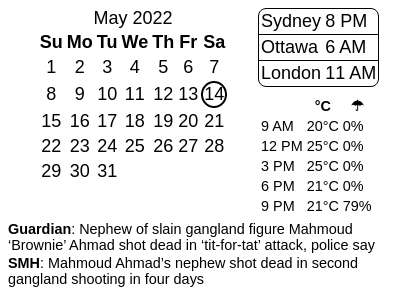 May 2022
Su Mo Tu We Th Fr Sa
1 2 3 4 5 6 7
8 9 10 11 12 13 14
15 16 17 18 19 20 21
22 23 24 25 26 27 28
29 30 31
Sydney 8 PM
Ottawa 6 AM
London 11 AM
°C ☂
9 AM 20°C 0%
12 PM 25°C 0%
3 PM 25°C 0%
6 PM 21°C 0%
9 PM 21°C 79%
Guardian: Nephew of slain gangland figure Mahmoud
‘Brownie’ Ahmad shot dead in ‘tit-for-tat’ attack, police say
SMH: Mahmoud Ahmad’s nephew shot dead in second
gangland shooting in four days